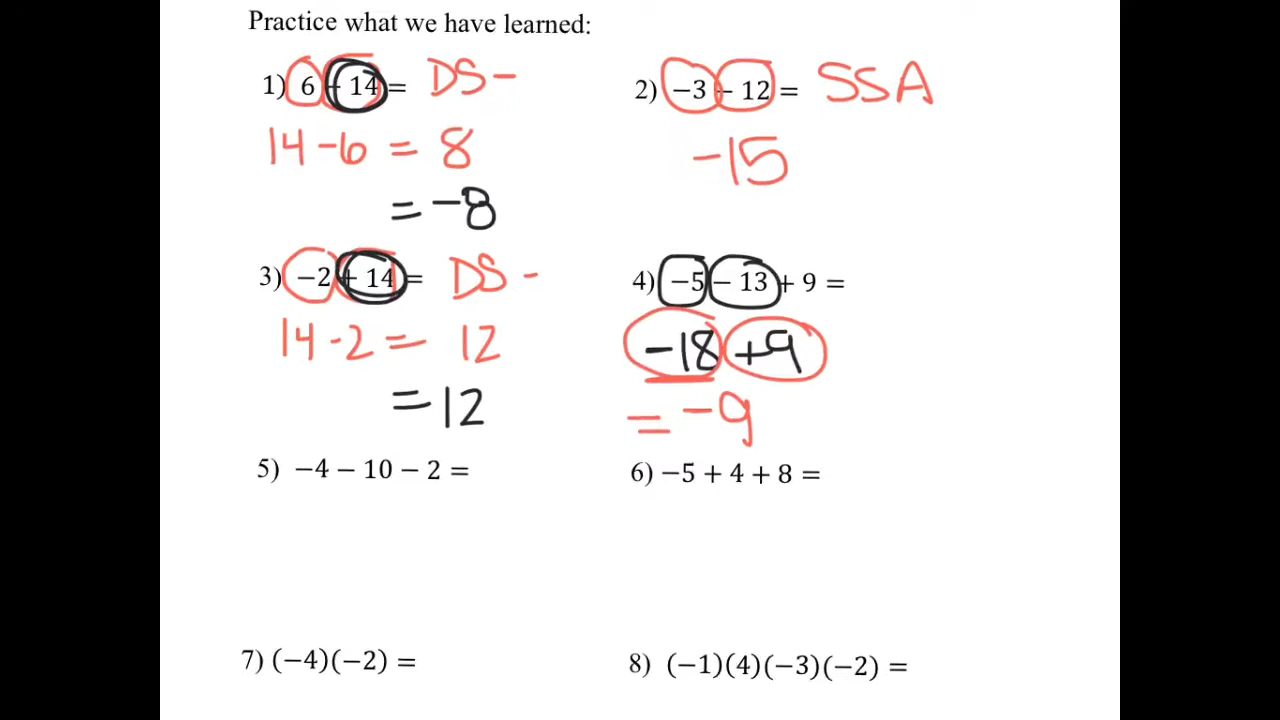 Practice what we have learned:
1) 6 − 14 = DS −
14 − 6 = 8
= −8
2) −3 − 12 = SSA
−15
3) −2 + 14 = DS −
14 − 2 = 12
= 12
4) −5 − 13 + 9 =
−18 + 9
= −9
5) −4 − 10 − 2 =
6) −5 + 4 + 8 =
7) (−4)(−2) =
8) (−1)(4)(−3)(−2) =